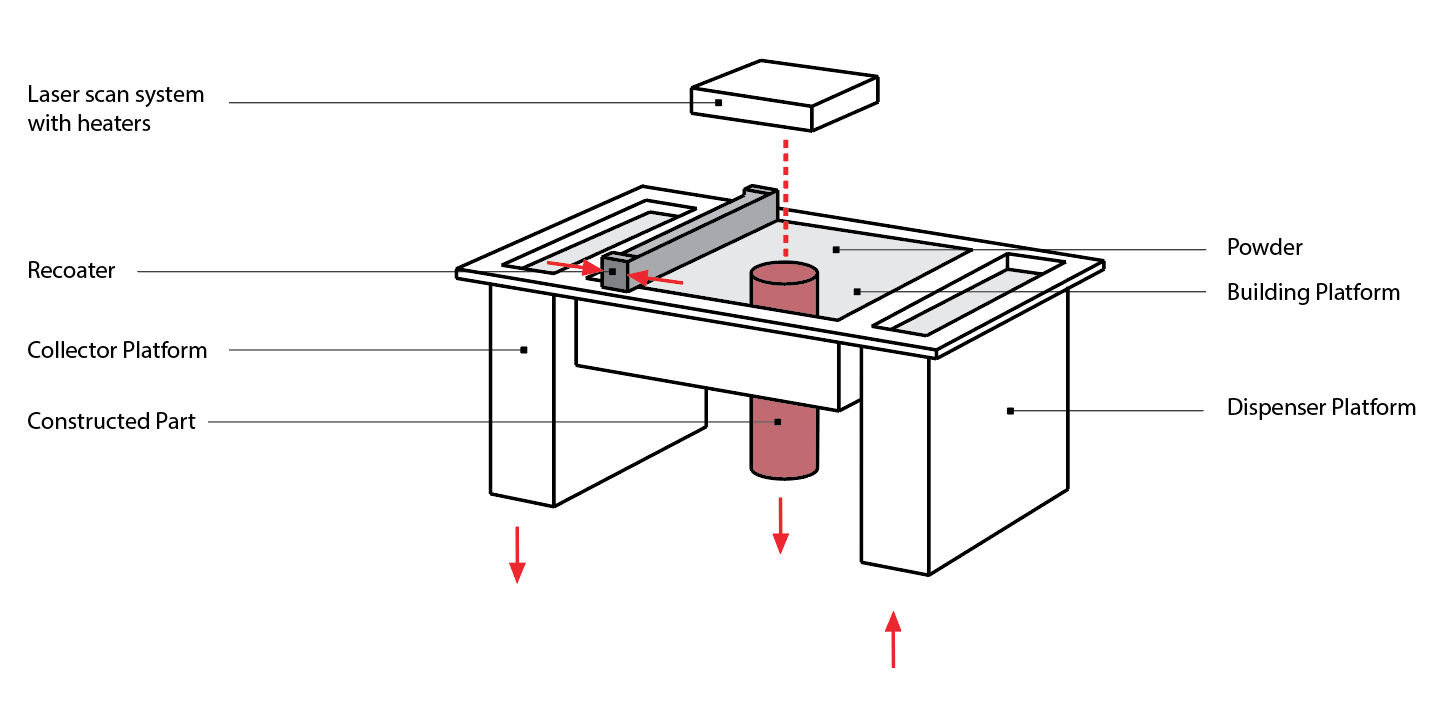 Laser scan system
with heaters
Recoater
Collector Platform
Constructed Part
Powder
Building Platform
Dispenser Platform